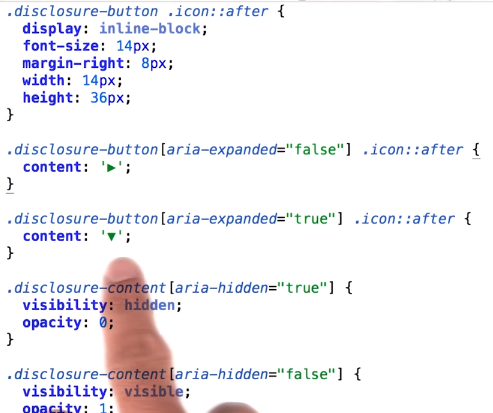 .disclosure-button .icon::after {
display: inline-block;
font-size: 14px;
margin-right: 8px;
width: 14px;
height: 36px;
}
.disclosure-button[aria-expanded="false"] .icon::after {
content: '▶';
}
.disclosure-button[aria-expanded="true"] .icon::after {
content: '▼';
}
.disclosure-content[aria-hidden="true"] {
visibility: hidden;
opacity: 0;
}
.disclosure-content[aria-hidden="false"] {
visibility: visible;
opacity: 1;